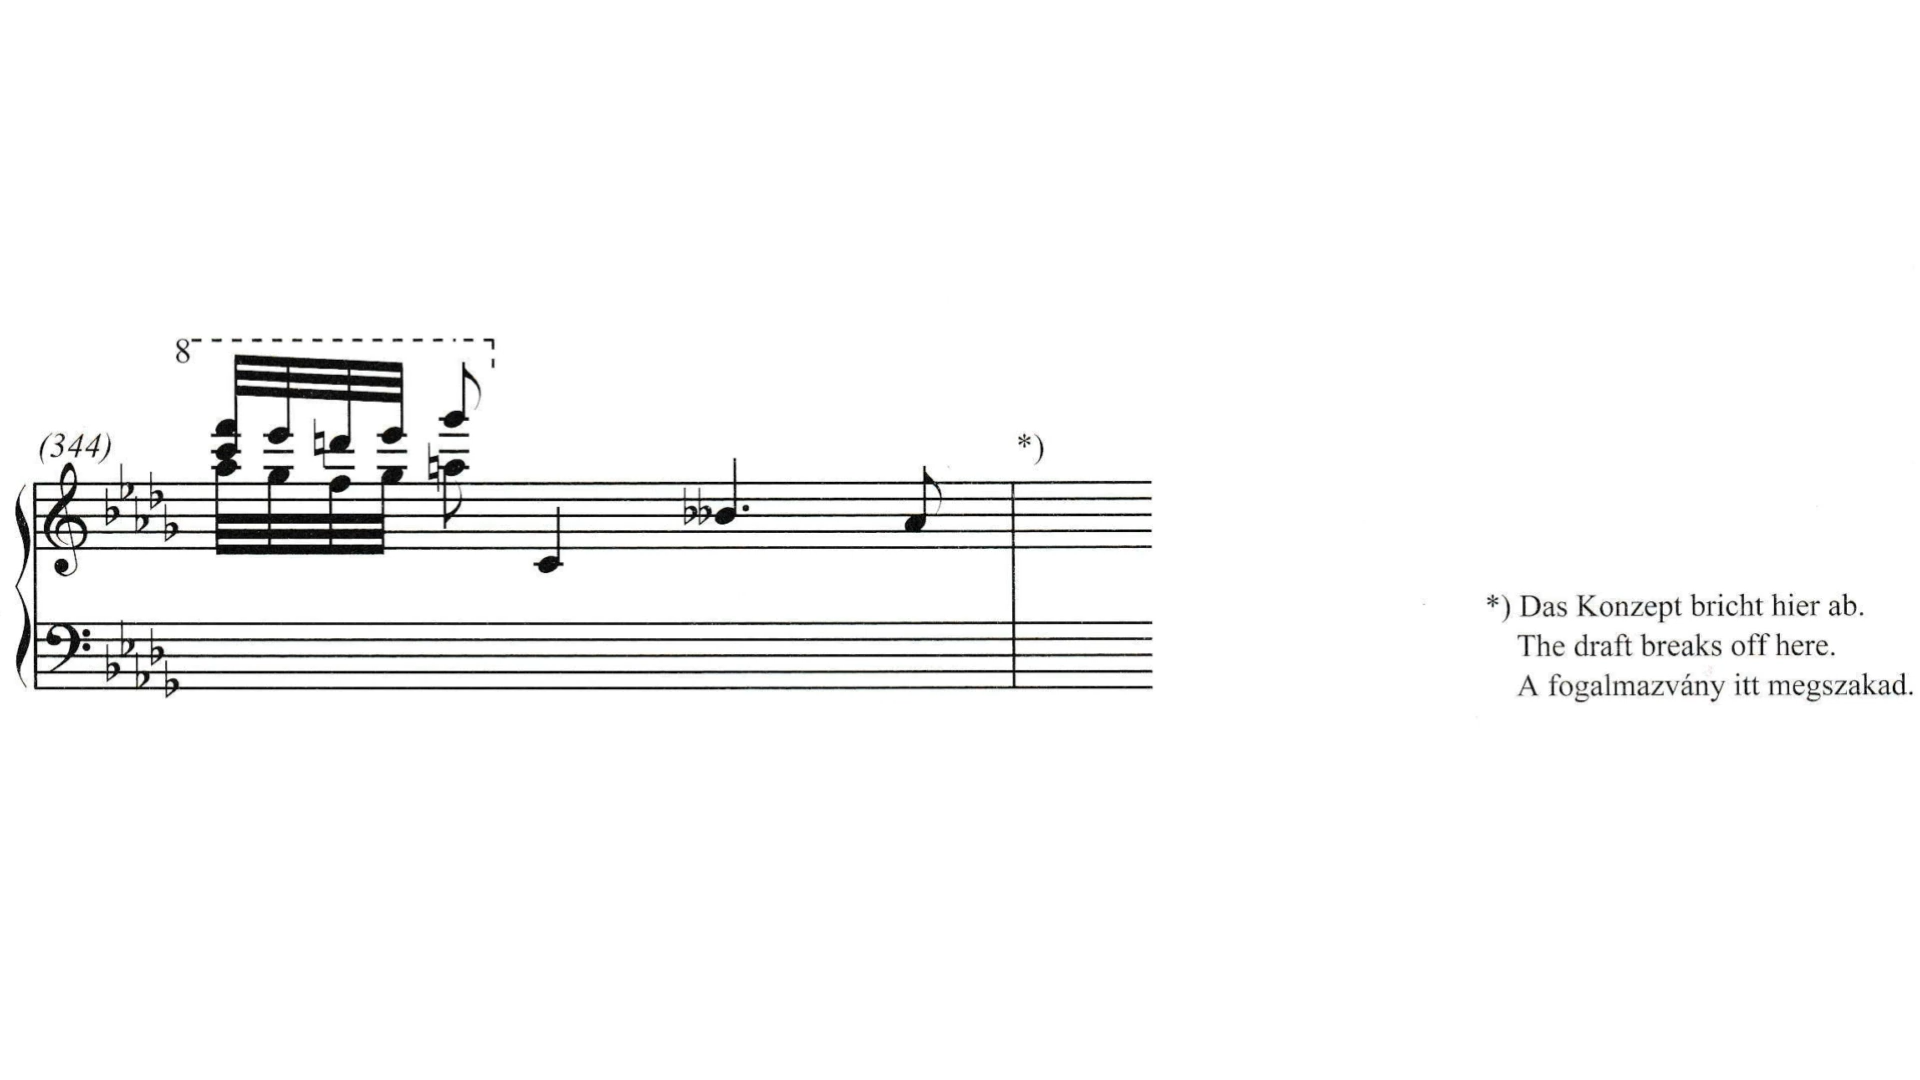 8
(344)
*)
*) Das Konzept bricht hier ab.
The draft breaks off here.
A fogalmazvány itt megszakad.